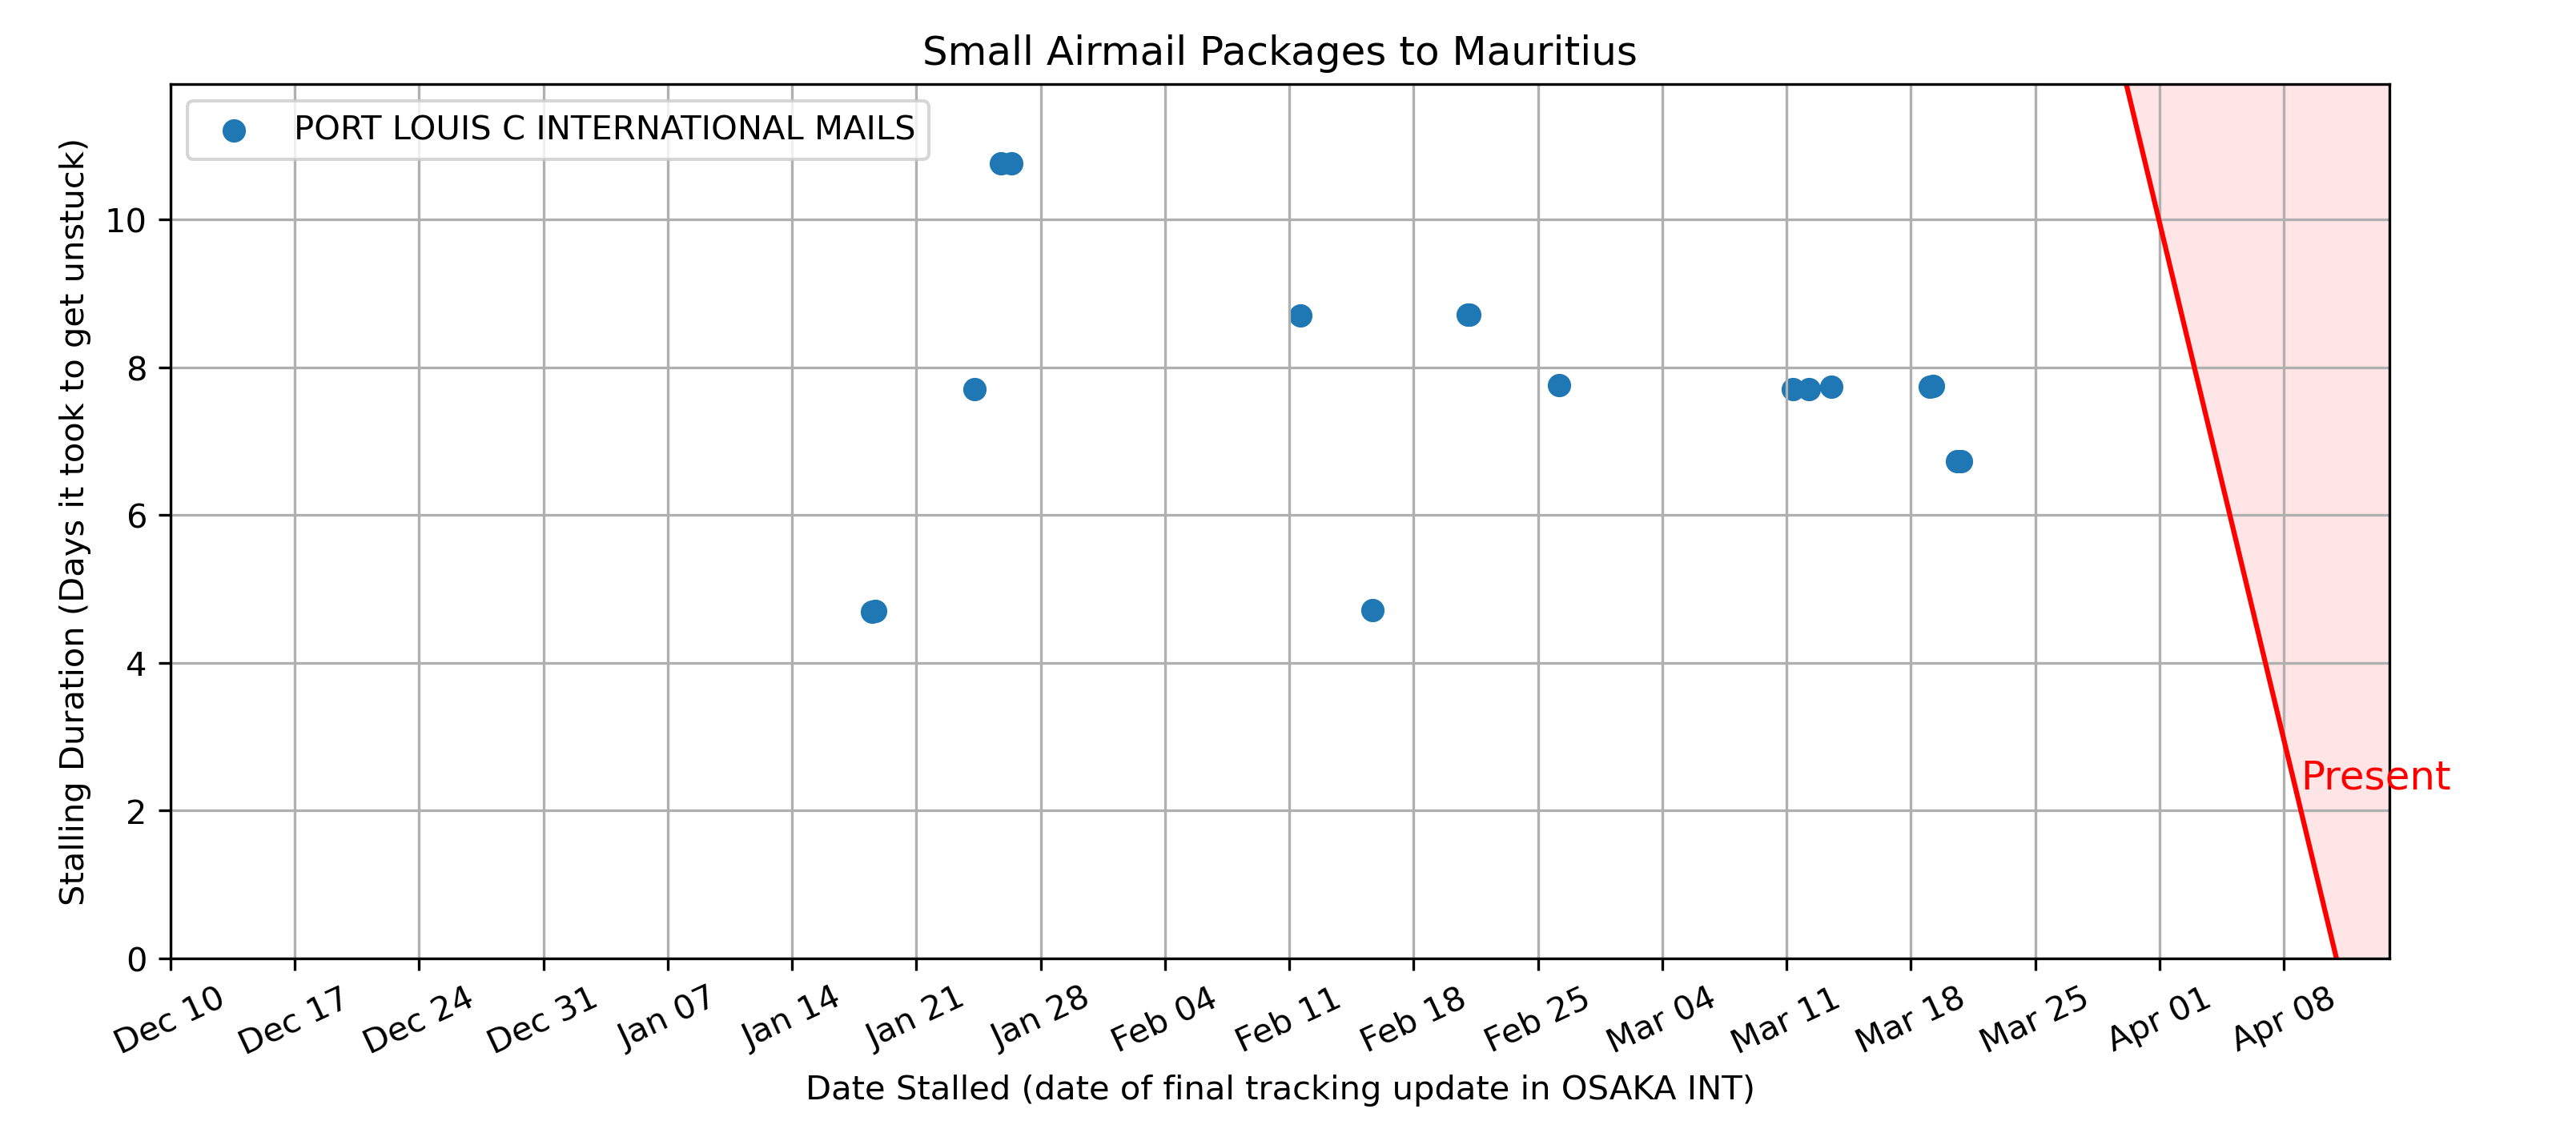 Small Airmail Packages to Mauritius
PORT LOUIS C INTERNATIONAL MAILS
Stalling Duration (Days it took to get unstuck)
10
8
6
4
2
0
Present
Dec 10
Dec 17
Dec 24
Dec 31
Jan 07
Jan 14
Jan 21
Jan 28
Feb 04
Feb 11
Feb 18
Feb 25
Mar 04
Mar 11
Mar 18
Mar 25
Apr 01
Apr 08
Date Stalled (date of final tracking update in OSAKA INT)